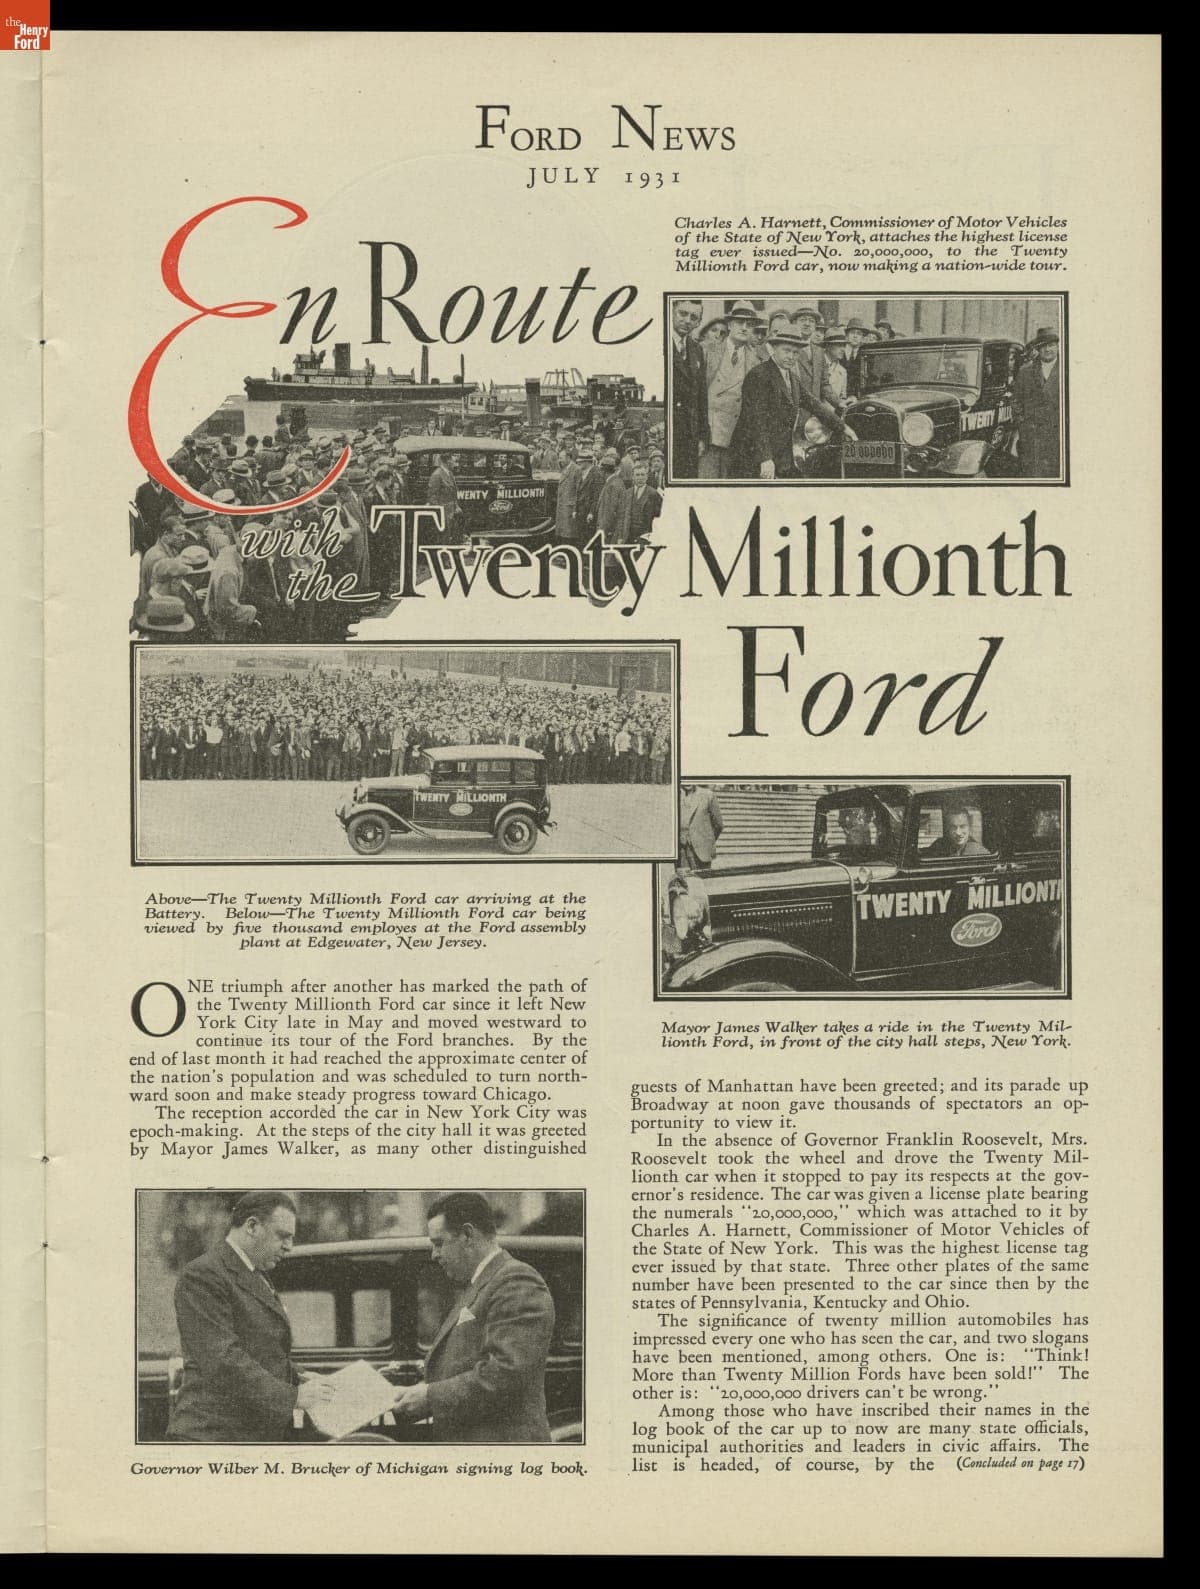 the Henry Ford
FORD NEWS
JULY 1931
Charles A. Harnett, Commissioner of Motor Vehicles
of the State of New York, attaches the highest license
tag ever issued—No. 20,000,000, to the Twenty
Millionth Ford car, now making a nation-wide tour.
En Route
with the Twenty Millionth
Ford
20 000000
TWENTY MILLI
WENTY MILLIONTH
Ford
TWENTY MILLIONTH
Ford
The
TWENTY MILLIONTH
Ford
Above—The Twenty Millionth Ford car arriving at the
Battery. Below—The Twenty Millionth Ford car being
viewed by five thousand employes at the Ford assembly
plant at Edgewater, New Jersey.
Mayor James Walker takes a ride in the Twenty Mil-
lionth Ford, in front of the city hall steps, New York.
ONE triumph after another has marked the path of
the Twenty Millionth Ford car since it left New
York City late in May and moved westward to
continue its tour of the Ford branches. By the
end of last month it had reached the approximate center of
the nation's population and was scheduled to turn north-
ward soon and make steady progress toward Chicago.
The reception accorded the car in New York City was
epoch-making. At the steps of the city hall it was greeted
by Mayor James Walker, as many other distinguished
Governor Wilber M. Brucker of Michigan signing log book.
guests of Manhattan have been greeted; and its parade up
Broadway at noon gave thousands of spectators an op-
portunity to view it.
In the absence of Governor Franklin Roosevelt, Mrs.
Roosevelt took the wheel and drove the Twenty Mil-
lionth car when it stopped to pay its respects at the gov-
ernor's residence. The car was given a license plate bearing
the numerals "20,000,000," which was attached to it by
Charles A. Harnett, Commissioner of Motor Vehicles of
the State of New York. This was the highest license tag
ever issued by that state. Three other plates of the same
number have been presented to the car since then by the
states of Pennsylvania, Kentucky and Ohio.
The significance of twenty million automobiles has
impressed every one who has seen the car, and two slogans
have been mentioned, among others. One is: "Think!
More than Twenty Million Fords have been sold!" The
other is: "20,000,000 drivers can't be wrong."
Among those who have inscribed their names in the
log book of the car up to now are many state officials,
municipal authorities and leaders in civic affairs. The
list is headed, of course, by the (Concluded on page 17)